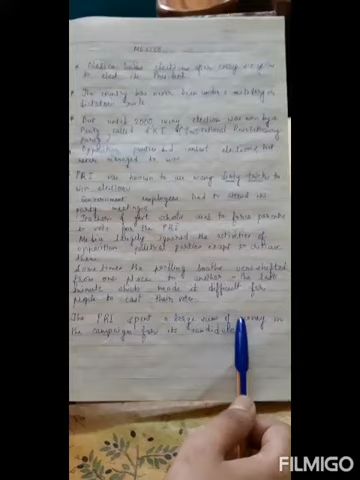 MEXICO
holds elections after every six years
to elect its President
The country has never been under a military or
dictator's rule
But until 2000 every election was won by a
Party called PRI (Institutional Revolutionary
Party)
Opposition parties did contest elections, but
never managed to win
PRI was known to use many dirty tricks to
win elections
Government employees had to attend its
party meetings
Teachers of govt schools used to force parents
to vote for the PRI
Media largely ignored the activities of
opposition political parties except to criticise
them
Sometimes the polling booths were shifted
from one place to another in the last
minute which made it difficult for
people to cast their vote
The PRI spent a large sum of money in
the campaign for its candidates
FILMIGO